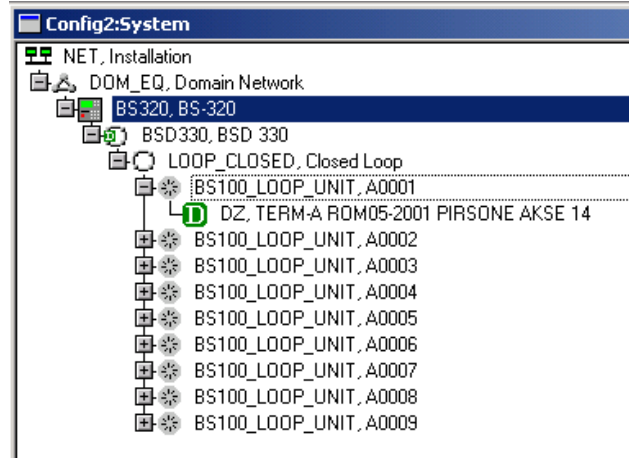 Config2:System
NET, Installation
DOM_EQ, Domain Network
BS320, BS-320
BSD330, BSD 330
LOOP_CLOSED, Closed Loop
BS100_LOOP_UNIT, A0001
D DZ, TERM-A ROM05-2001 PIRSONE AKSE 14
BS100_LOOP_UNIT, A0002
BS100_LOOP_UNIT, A0003
BS100_LOOP_UNIT, A0004
BS100_LOOP_UNIT, A0005
BS100_LOOP_UNIT, A0006
BS100_LOOP_UNIT, A0007
BS100_LOOP_UNIT, A0008
BS100_LOOP_UNIT, A0009